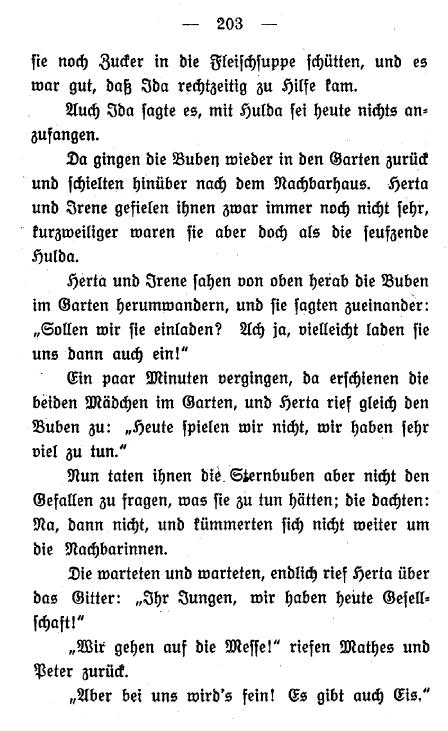 — 203 —
sie noch Zucker in die Fleischsuppe schütten, und es
war gut, daß Ida rechtzeitig zu Hilfe kam.
Auch Ida sagte es, mit Hulda sei heute nichts an-
zufangen.
Da gingen die Buben wieder in den Garten zurück
und schielten hinüber nach dem Nachbarhaus. Herta
und Irene gefielen ihnen zwar immer noch nicht sehr,
kurzweiliger waren sie aber doch als die seufzende
Hulda.
Herta und Irene sahen von oben herab die Buben
im Garten herumwandern, und sie sagten zueinander:
„Sollen wir sie einladen? Ach ja, vielleicht laden sie
uns dann auch ein!“
Ein paar Minuten vergingen, da erschienen die
beiden Mädchen im Garten, und Herta rief gleich den
Buben zu: „Heute spielen wir nicht, wir haben sehr
viel zu tun.“
Nun taten ihnen die Sternbuben aber nicht den
Gefallen zu fragen, was sie zu tun hätten; die dachten:
Na, dann nicht, und kümmerten sich nicht weiter um
die Nachbarinnen.
Die warteten und warteten, endlich rief Herta über
das Gitter: „Ihr Jungen, wir haben heute Gesell-
schaft!“
„Wir gehen auf die Messe!“ riefen Mathes und
Peter zurück.
„Aber bei uns wird's fein! Es gibt auch Eis.“